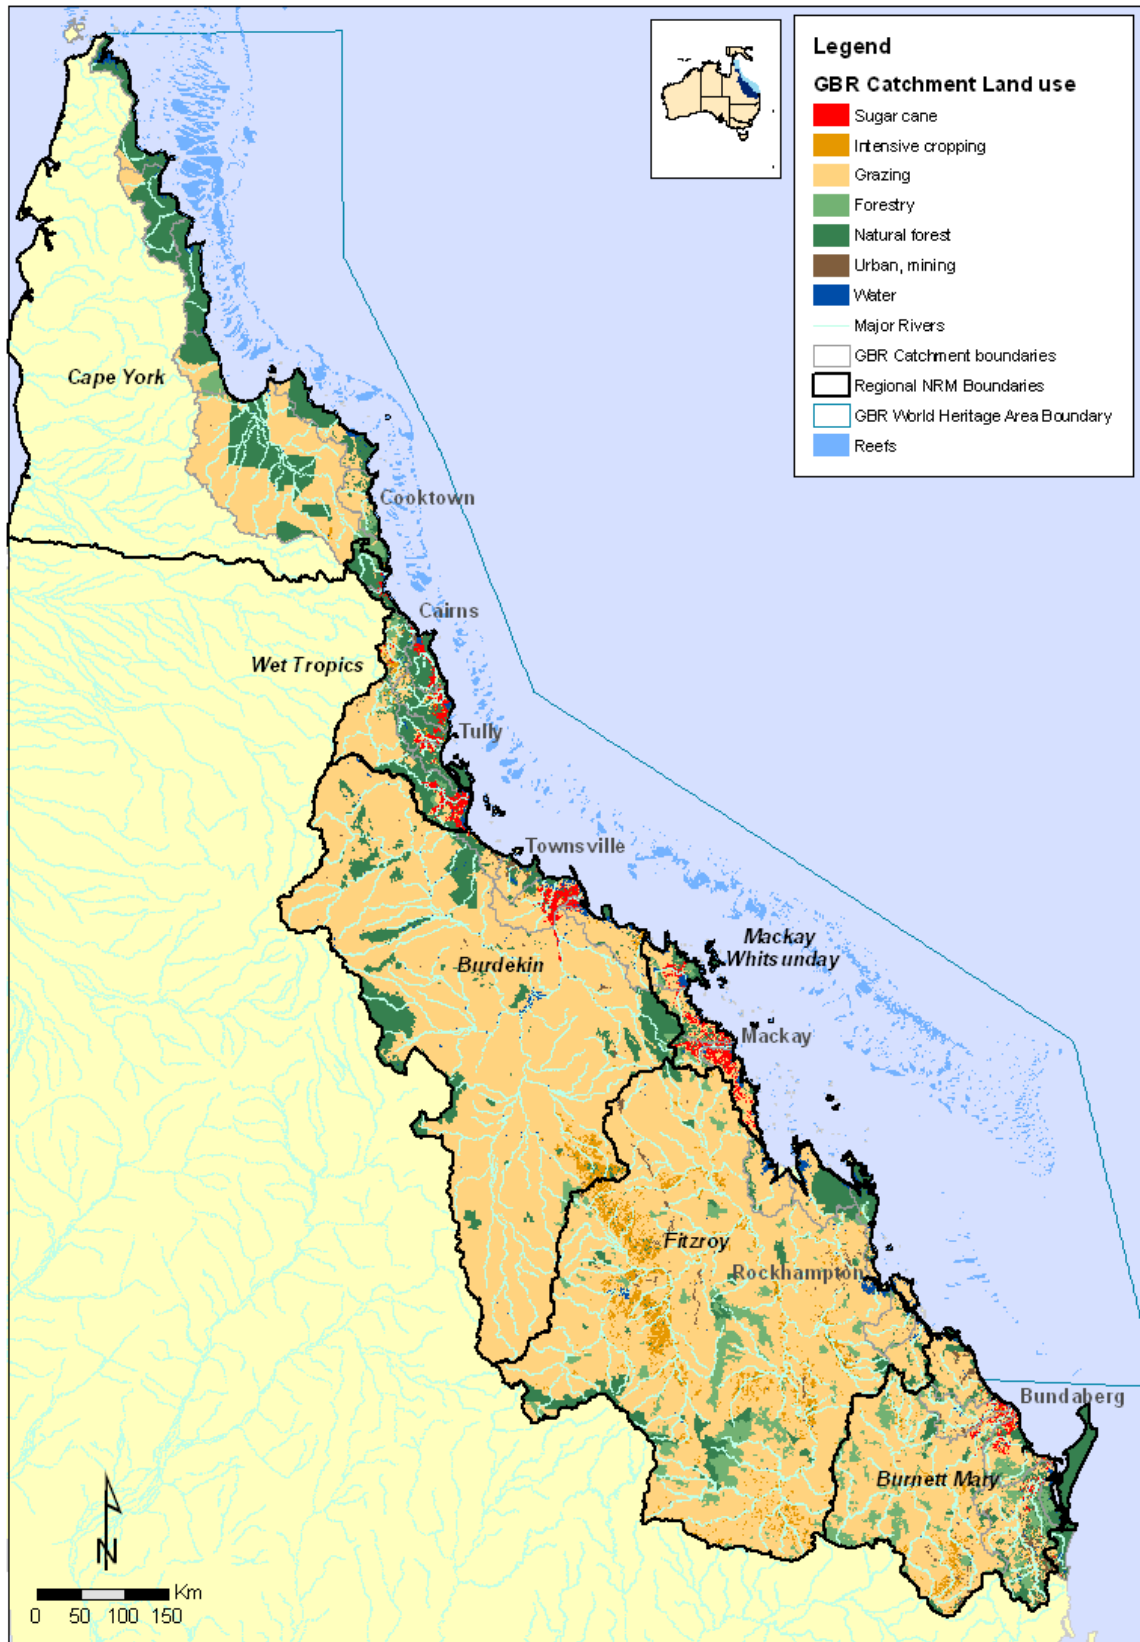 Legend
GBR Catchment Land use
Sugar cane
Intensive cropping
Grazing
Forestry
Natural forest
Urban, mining
Water
Major Rivers
GBR Catchment boundaries
Regional NRM Boundaries
GBR World Heritage Area Boundary
Reefs
Cape York
Cooktown
Cairns
Wet Tropics
Tully
Townsville
Mackay
Whitsunday
Burdekin
Mackay
Fitzroy
Rockhampton
Bundaberg
Burnett Mary
N
Km
0 50 100 150